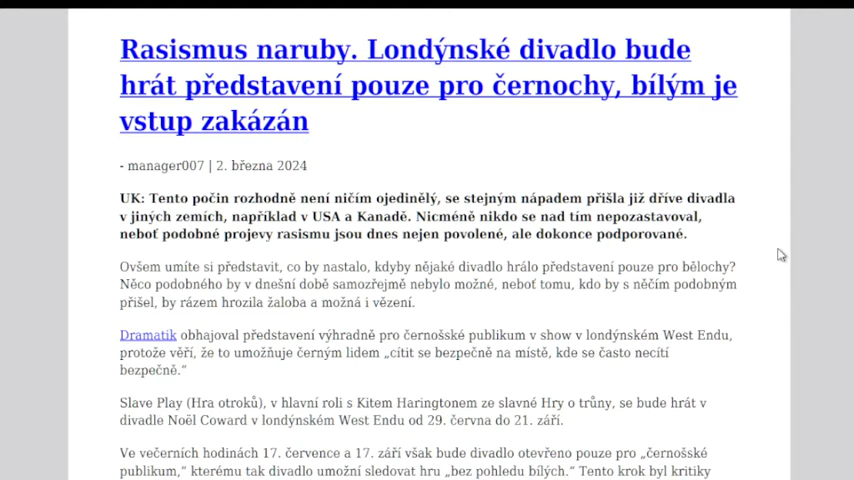 Rasismus naruby. Londýnské divadlo bude
hrát představení pouze pro černochy, bílým je
vstup zakázán
- manager007 | 2. března 2024
UK: Tento počin rozhodně není ničím ojedinělý, se stejným nápadem přišla již dříve divadla
v jiných zemích, například v USA a Kanadě. Nicméně nikdo se nad tím nepozastavoval,
neboť podobné projevy rasismu jsou dnes nejen povolené, ale dokonce podporované.
Ovšem umíte si představit, co by nastalo, kdyby nějaké divadlo hrálo představení pouze pro bělochy?
Něco podobného by v dnešní době samozřejmě nebylo možné, neboť tomu, kdo by s něčím podobným
přišel, by rázem hrozila žaloba a možná i vězení.
Dramatik obhajoval představení výhradně pro černošské publikum v show v londýnském West Endu,
protože věří, že to umožňuje černým lidem „cítit se bezpečně na místě, kde se často necítí
bezpečně.“
Slave Play (Hra otroků), v hlavní roli s Kitem Haringtonem ze slavné Hry o trůny, se bude hrát v
divadle Noël Coward v londýnském West Endu od 29. června do 21. září.
Ve večerních hodinách 17. července a 17. září však bude divadlo otevřeno pouze pro „černošské
publikum,“ kterému tak divadlo umožní sledovat hru „bez pohledu bílých.“ Tento krok byl kritiky